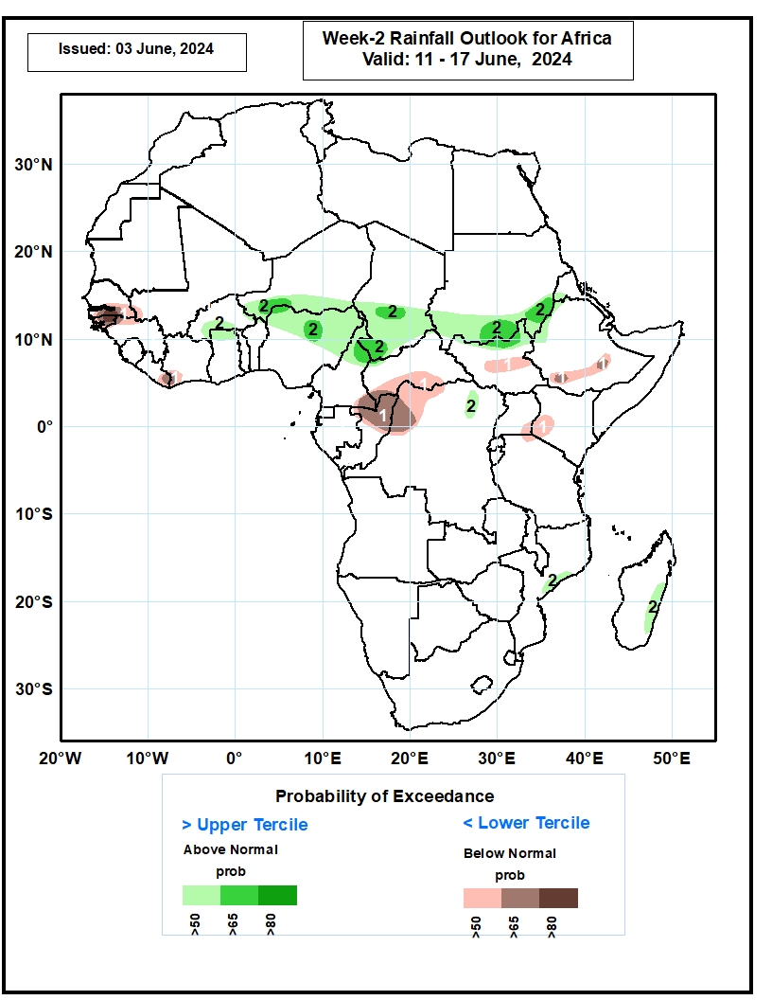 Issued: 03 June, 2024
Week-2 Rainfall Outlook for Africa
Valid: 11 - 17 June, 2024
30°N
20°N
10°N
0°
10°S
20°S
30°S
1
2
2
2
2
2
2
2
1
1
1
1
1
1
2
1
2
2
20°W 10°W 0° 10°E 20°E 30°E 40°E 50°E
Probability of Exceedance
> Upper Tercile
< Lower Tercile
Above Normal
Below Normal
prob
prob
>50 >65 >80
>50 >65 >80